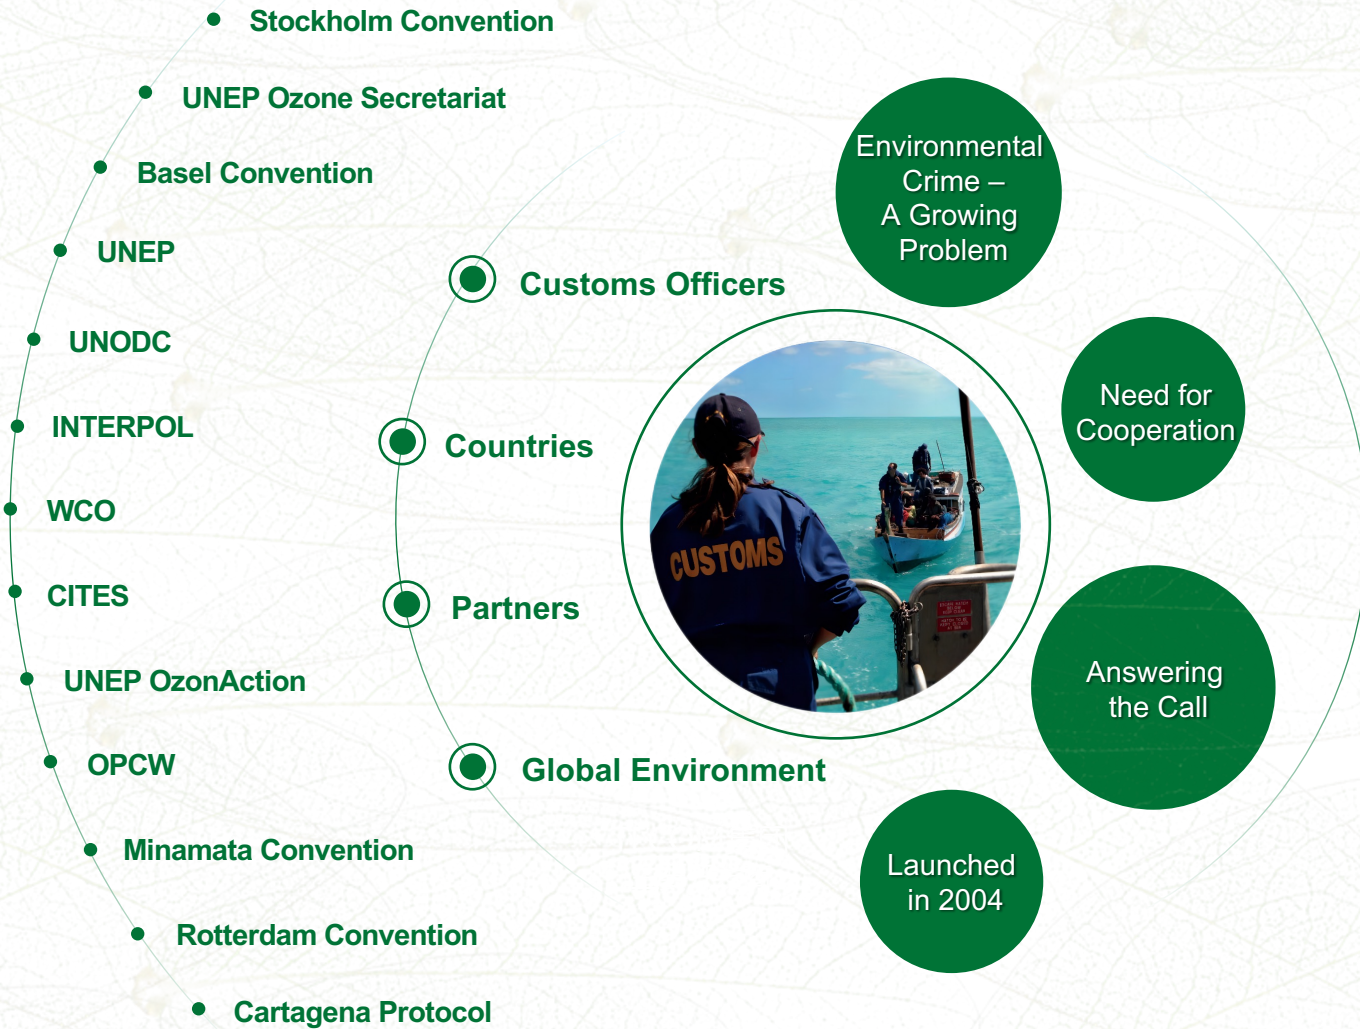 Stockholm Convention
UNEP Ozone Secretariat
Basel Convention
UNEP
UNODC
INTERPOL
WCO
CITES
UNEP OzonAction
OPCW
Minamata Convention
Rotterdam Convention
Cartagena Protocol
Customs Officers
Countries
Partners
Global Environment
CUSTOMS
Environmental
Crime –
A Growing
Problem
Need for
Cooperation
Answering
the Call
Launched
in 2004